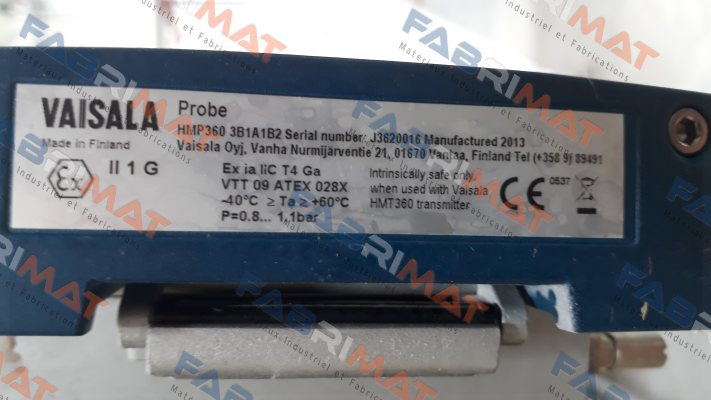 VAISALA Probe
HMP360 3B1A1B2 Serial number: J3620016 Manufactured 2013
Made in Finland
Vaisala Oyj, Vanha Nurmijärventie 21, 01670 Vantaa, Finland Tel (+358 9) 89491
Ex II 1 G
Ex ia IiC T4 Ga
VTT 09 ATEX 028X
-40°C ≥ Ta ≥ +60°C
P=0.8... 1,1bar
Intrinsically safe only
when used with Vaisala
HMT360 transmitter
CE 0537
FABRIMAT
Materiel Industriel et Fabrications